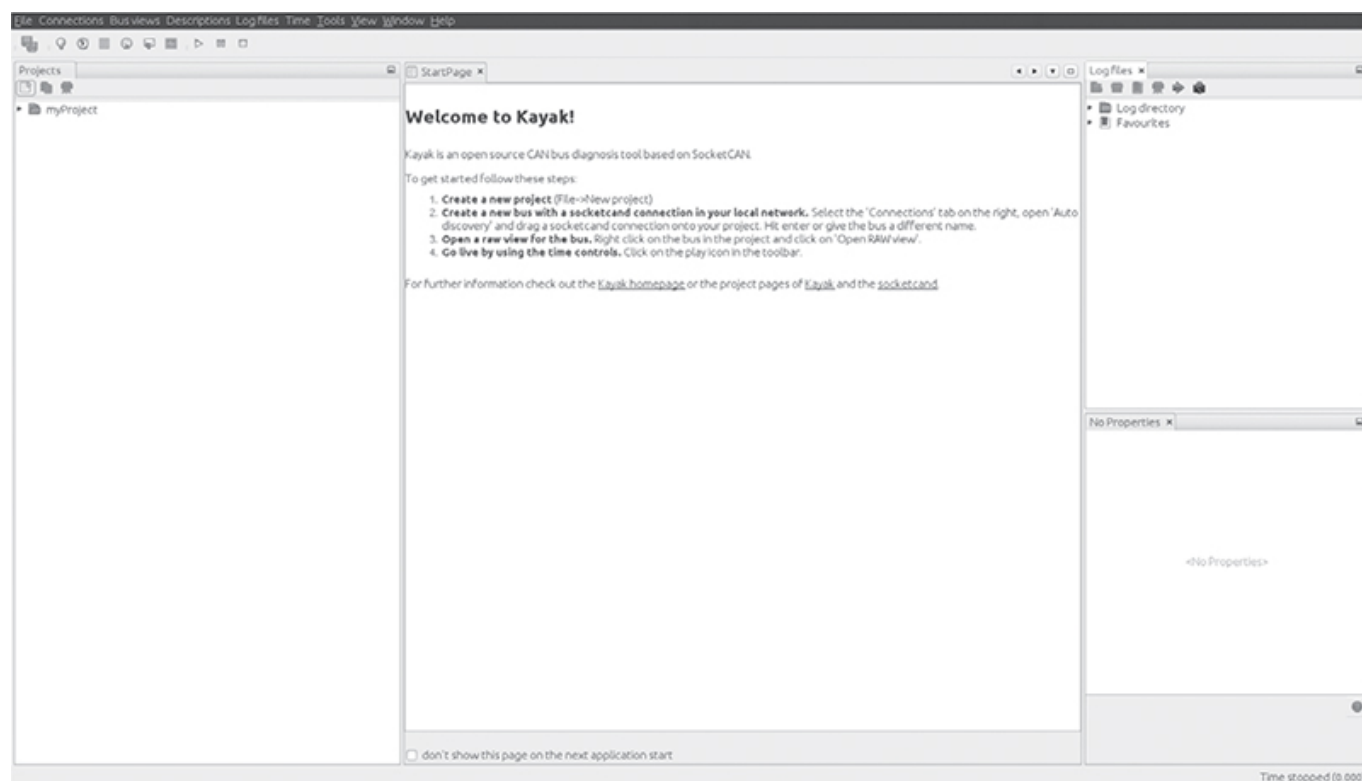 File Connections Bus views Descriptions Log files Time Tools View Window Help
Projects
myProject
StartPage
Welcome to Kayak!
Kayak is an open source CAN bus diagnosis tool based on SocketCAN.
To get started follow these steps:
1. Create a new project (File->New project)
2. Create a new bus with a socketcand connection in your local network. Select the 'Connections' tab on the right, open 'Auto
discovery' and drag a socketcand connection onto your project. Hit enter or give the bus a different name.
3. Open a raw view for the bus. Right click on the bus in the project and click on 'Open RAW view'.
4. Go live by using the time controls. Click on the play icon in the toolbar.
For further information check out the Kayak homepage or the project pages of Kayak and the socketcand.
don't show this page on the next application start
Log files
Log directory
Favourites
No Properties
<No Properties>
Time stopped (0.000